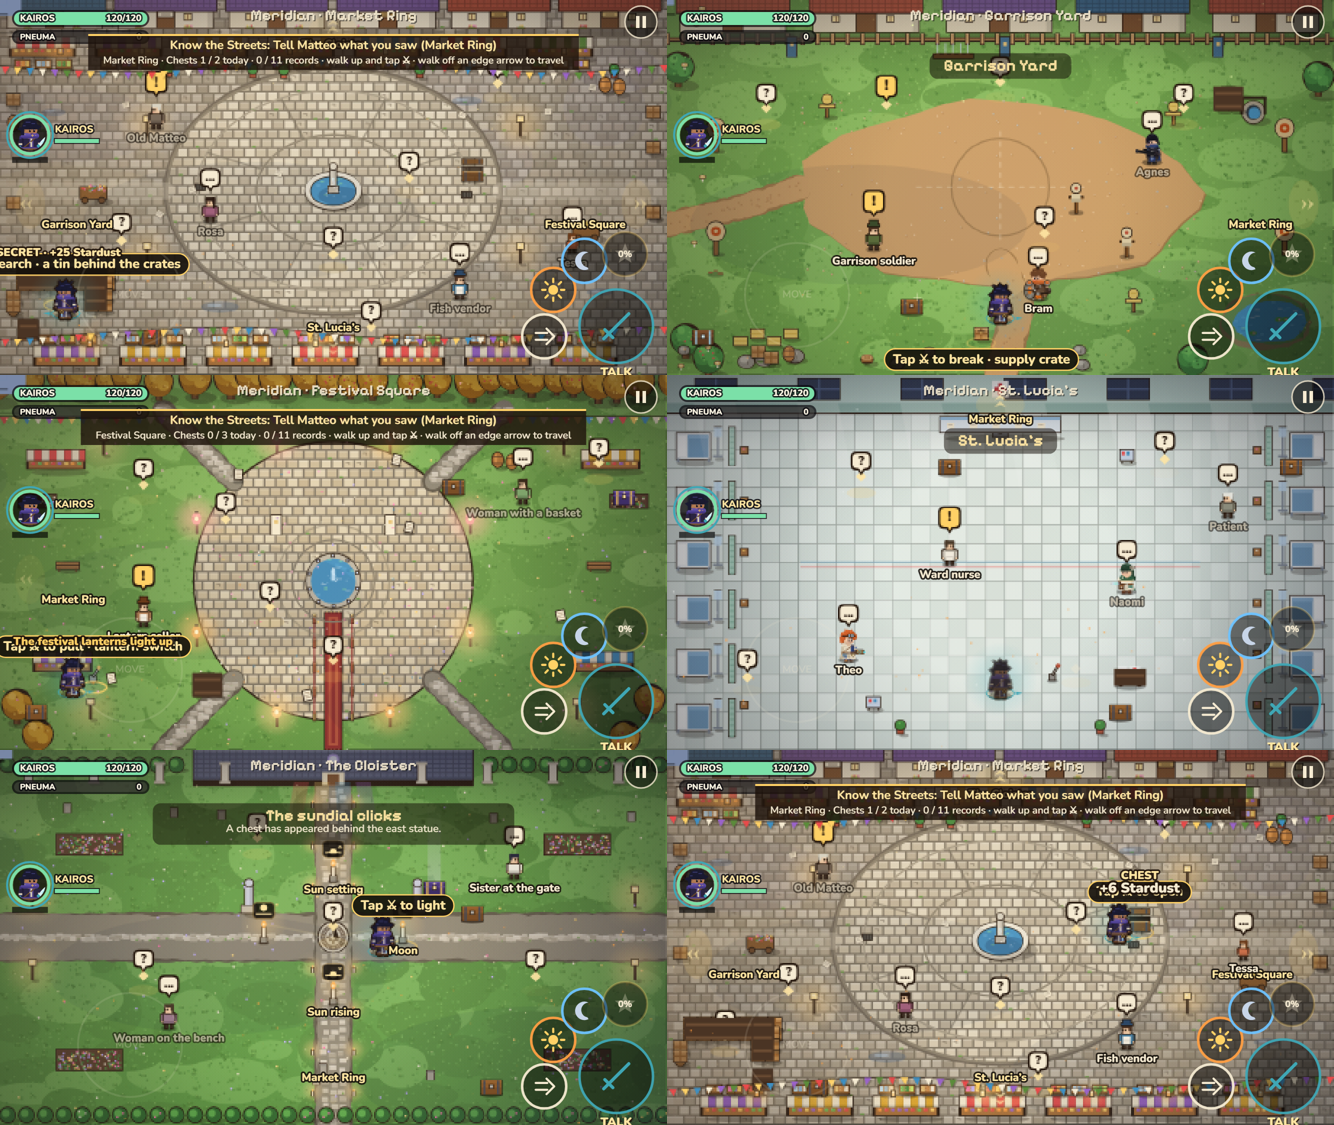 Meridian · Market Ring
KAIROS 120/120
PNEUMA 0
Know the Streets: Tell Matteo what you saw (Market Ring)
Market Ring · Chests 1 / 2 today · 0 / 11 records · walk up and tap · walk off an edge arrow to travel
KAIROS
Old Matteo
Rosa
Garrison Yard
Festival Square
SECRET · +25 Stardust
earch · a tin behind the crates
0%
Fish vendor
St. Lucia's
TALK
Meridian · Garrison Yard
KAIROS 120/120
PNEUMA 0
Garrison Yard
KAIROS
Agnes
Market Ring
Garrison soldier
0%
MOVE
Bram
Tap to break · supply crate
TALK
Meridian · Festival Square
KAIROS 120/120
PNEUMA 0
Know the Streets: Tell Matteo what you saw (Market Ring)
Festival Square · Chests 0 / 3 today · 0 / 11 records · walk up and tap · walk off an edge arrow to travel
KAIROS
Woman with a basket
Market Ring
The festival lanterns light up
Tap to pull · lantern switch
MOVE
0%
TALK
Meridian · St. Lucia's
KAIROS 120/120
PNEUMA 0
Market Ring
St. Lucia's
KAIROS
Patient
Ward nurse
Naomi
Theo
0%
TALK
Meridian · The Cloister
KAIROS 120/120
PNEUMA 0
The sundial clicks
A chest has appeared behind the east statue.
KAIROS
Sun setting
Sister at the gate
Tap to light
Moon
Sun rising
Woman on the bench
0%
Market Ring
TALK
Meridian · Market Ring
KAIROS 120/120
PNEUMA 0
Know the Streets: Tell Matteo what you saw (Market Ring)
Market Ring · Chests 1 / 2 today · 0 / 11 records · walk up and tap · walk off an edge arrow to travel
KAIROS
Old Matteo
CHEST
+6 Stardust
Garrison Yard
Tessa
Festival Square
Rosa
0%
Fish vendor
St. Lucia's
TALK